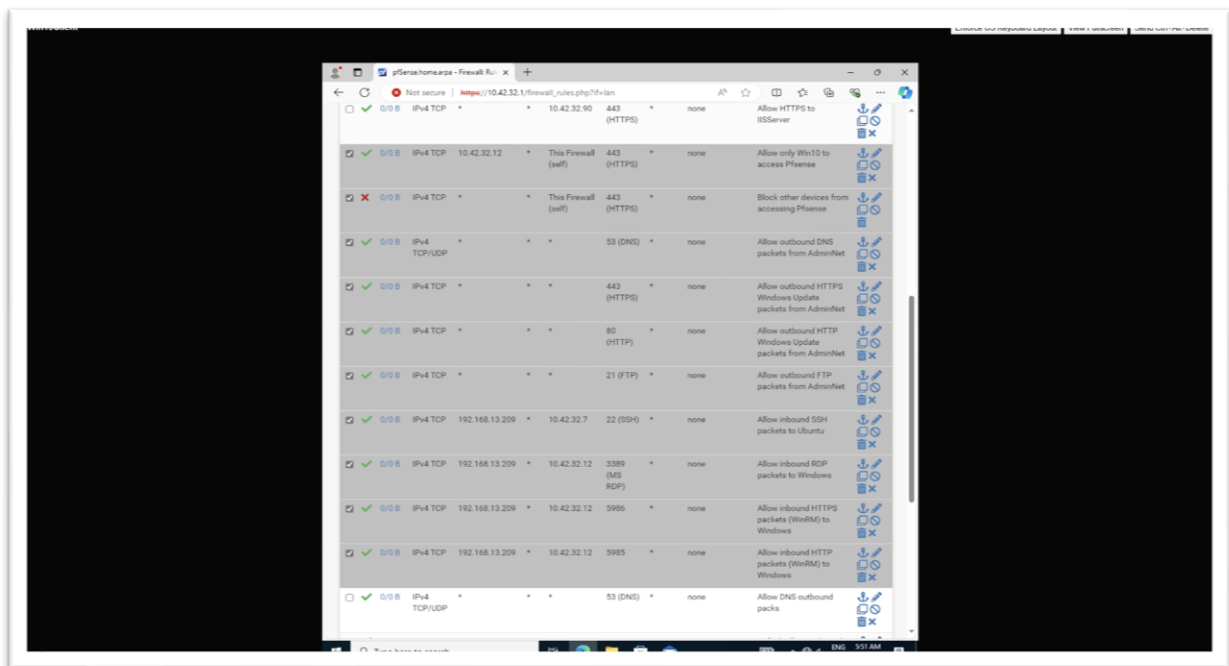 Win10Client
Enforce US Keyboard Layout View Fullscreen Send Ctrl+Alt+Delete
pfSense.home.arpa - Firewall: Rul
Not secure https://10.42.32.1/firewall_rules.php?if=lan
0/0 B IPv4 TCP * * 10.42.32.90 443 * none Allow HTTPS to
(HTTPS) IISServer
0/0 B IPv4 TCP 10.42.32.12 * This Firewall 443 * none Allow only Win10 to
(self) (HTTPS) access Pfsense
0/0 B IPv4 TCP * * This Firewall 443 * none Block other devices from
(self) (HTTPS) accessing Pfsense
0/0 B IPv4 * * * 53 (DNS) * none Allow outbound DNS
TCP/UDP packets from AdminNet
0/0 B IPv4 TCP * * * 443 * none Allow outbound HTTPS
(HTTPS) Windows Update
packets from AdminNet
0/0 B IPv4 TCP * * * 80 * none Allow outbound HTTP
(HTTP) Windows Update
packets from AdminNet
0/0 B IPv4 TCP * * * 21 (FTP) * none Allow outbound FTP
packets from AdminNet
0/0 B IPv4 TCP 192.168.13.209 * 10.42.32.7 22 (SSH) * none Allow inbound SSH
packets to Ubuntu
0/0 B IPv4 TCP 192.168.13.209 * 10.42.32.12 3389 * none Allow inbound RDP
(MS packets to Windows
RDP)
0/0 B IPv4 TCP 192.168.13.209 * 10.42.32.12 5986 * none Allow inbound HTTPS
packets (WinRM) to
Windows
0/0 B IPv4 TCP 192.168.13.209 * 10.42.32.12 5985 * none Allow inbound HTTP
packets (WinRM) to
Windows
0/0 B IPv4 * * * 53 (DNS) * none Allow DNS outbound
TCP/UDP packs
Type here to search ENG 5:51 AM